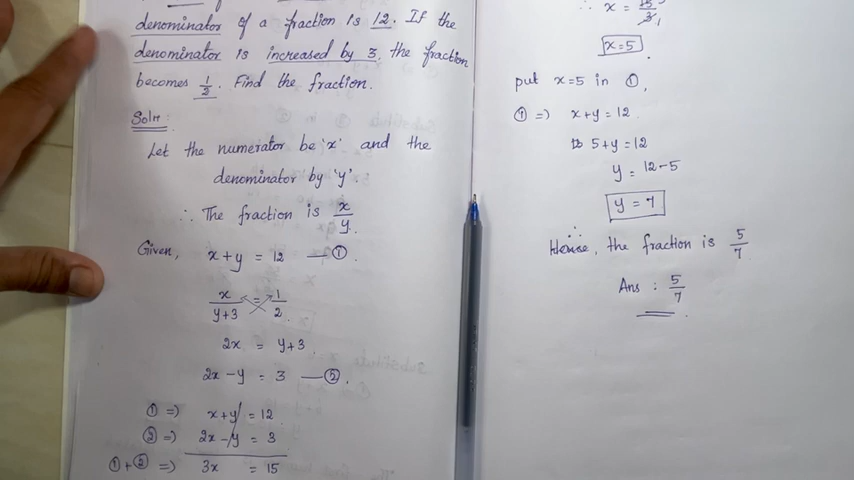 denominator of a fraction is 12. If the
denominator is increased by 3, the fraction
becomes 1/2. Find the fraction.
Soln:
Let the numerator be 'x' and the
denominator by 'y'.
∴ The fraction is x/y.
Given, x+y = 12 —①.
x/(y+3) = 1/2.
2x = y+3.
2x-y = 3 —②.
① ⇒) x+y = 12
② ⇒) 2x-y = 3
①+② ⇒) 3x = 15
∴ x = 15/3
x=5.
put x=5 in ①,
① ⇒) x+y = 12.
5+y = 12
y = 12-5
y = 7
∴ Hence, the fraction is 5/7
Ans : 5/7.